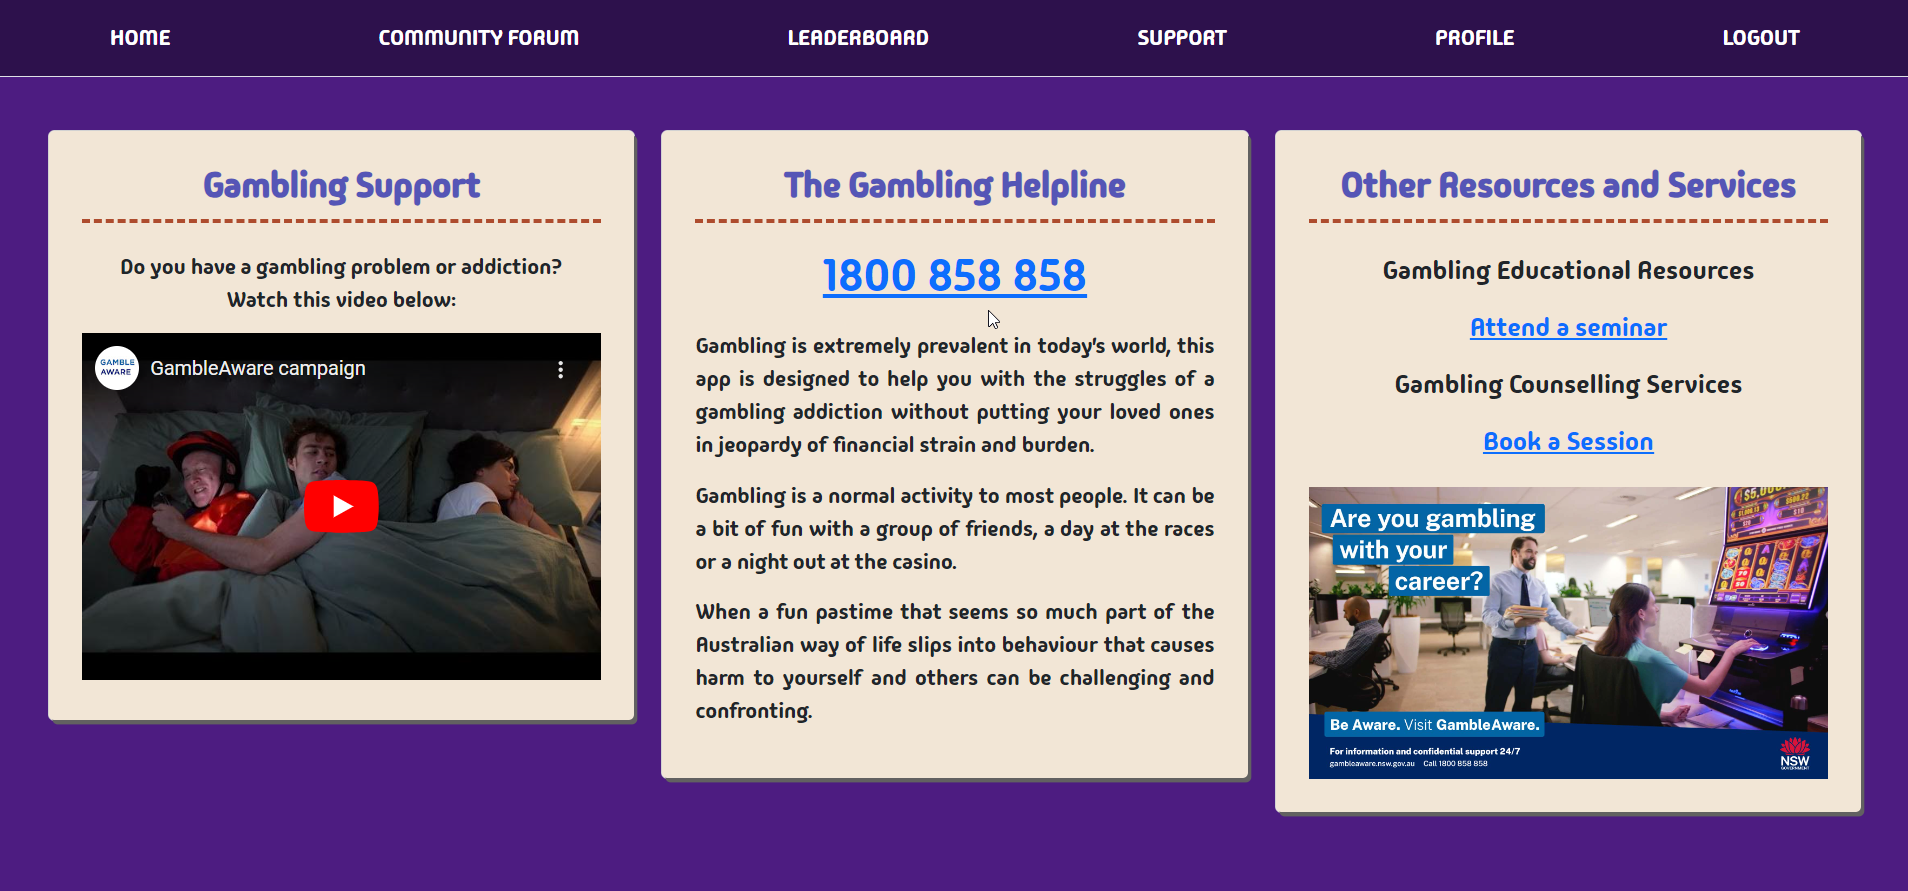 HOME COMMUNITY FORUM LEADERBOARD SUPPORT PROFILE LOGOUT
Gambling Support
Do you have a gambling problem or addiction?
Watch this video below:
GAMBLE
AWARE
GambleAware campaign
The Gambling Helpline
1800 858 858
Gambling is extremely prevalent in today's world, this
app is designed to help you with the struggles of a
gambling addiction without putting your loved ones
in jeopardy of financial strain and burden.
Gambling is a normal activity to most people. It can be
a bit of fun with a group of friends, a day at the races
or a night out at the casino.
When a fun pastime that seems so much part of the
Australian way of life slips into behaviour that causes
harm to yourself and others can be challenging and
confronting.
Other Resources and Services
Gambling Educational Resources
Attend a seminar
Gambling Counselling Services
Book a Session
Are you gambling
with your
career?
Be Aware. Visit GambleAware.
For information and confidential support 24/7
gambleaware.nsw.gov.au Call 1800 858 858
NSW
GOVERNMENT